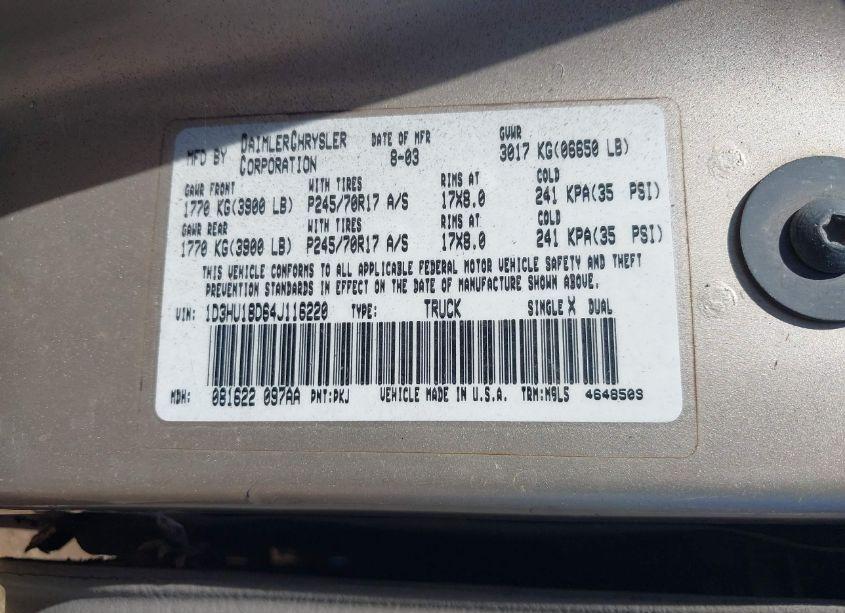 MFD BY DAIMLERCHRYSLER CORPORATION DATE OF MFR 8-03 GVWR 3017 KG(06650 LB)
GAWR FRONT WITH TIRES RIMS AT COLD
1770 KG(3900 LB) P245/70R17 A/S 17X8.0 241 KPA(35 PSI)
GAWR REAR WITH TIRES RIMS AT COLD
1770 KG(3900 LB) P245/70R17 A/S 17X8.0 241 KPA(35 PSI)
THIS VEHICLE CONFORMS TO ALL APPLICABLE FEDERAL MOTOR VEHICLE SAFETY AND THEFT
PREVENTION STANDARDS IN EFFECT ON THE DATE OF MANUFACTURE SHOWN ABOVE.
VIN: 1D3HU18D64J116220 TYPE: TRUCK SINGLE X DUAL
MDH: 081622 097AA PNT:PKJ VEHICLE MADE IN U.S.A. TRM:M9L5 4648503